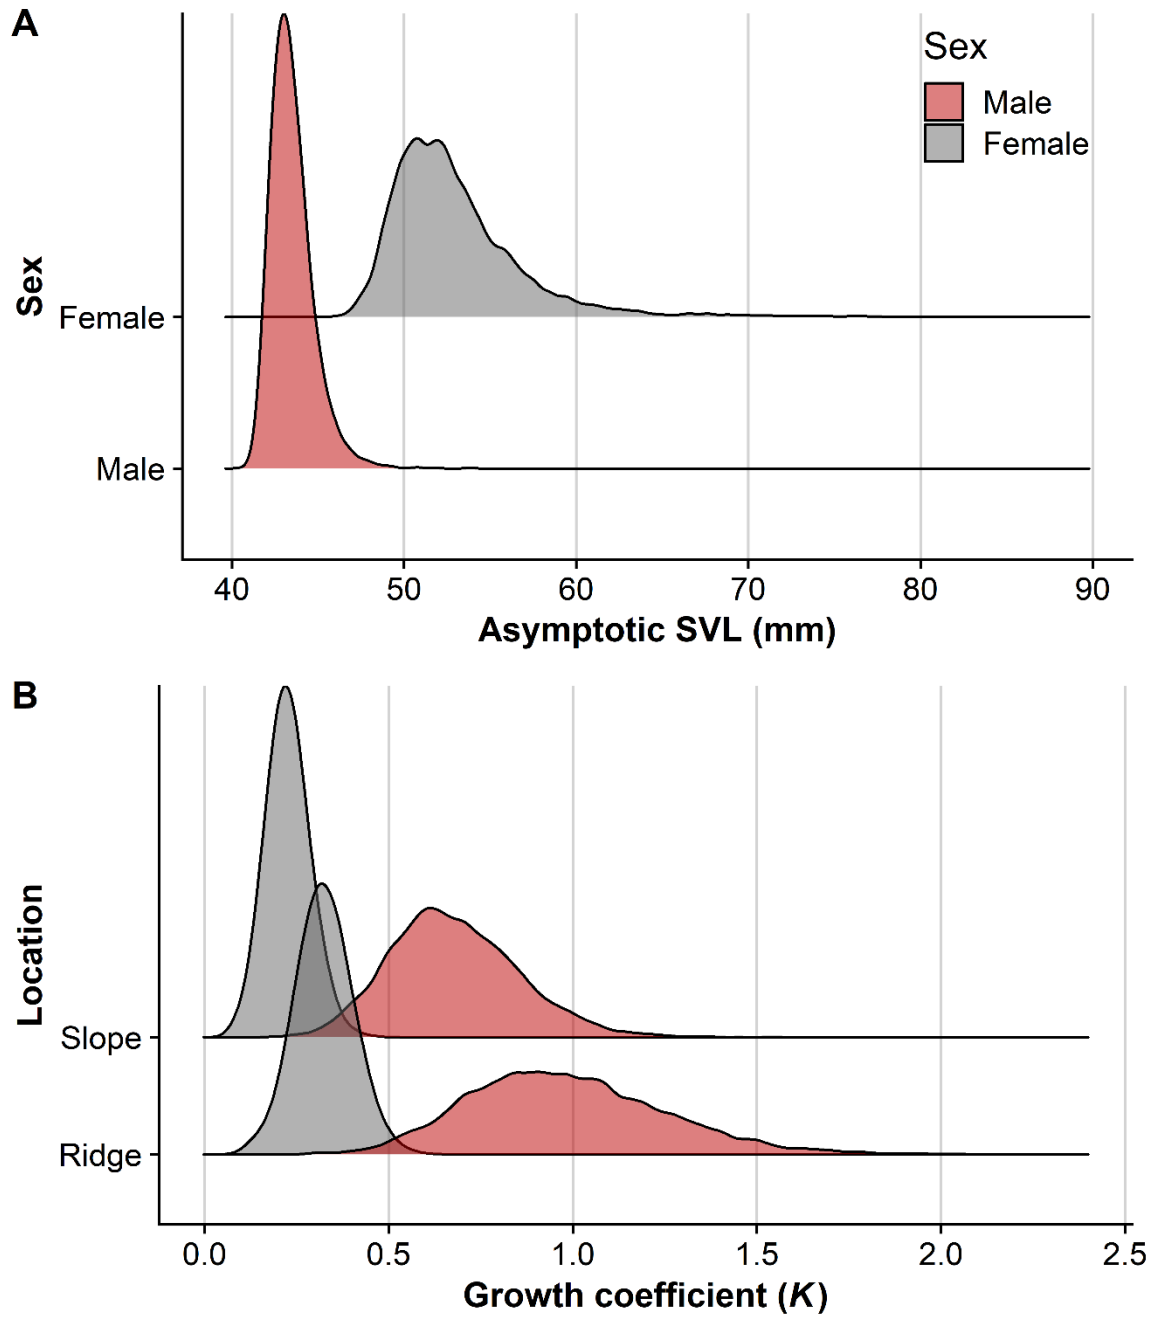 A
Sex
Male
Female
Sex
Female
Male
40 50 60 70 80 90
Asymptotic SVL (mm)
B
Location
Slope
Ridge
0.0 0.5 1.0 1.5 2.0 2.5
Growth coefficient (K)